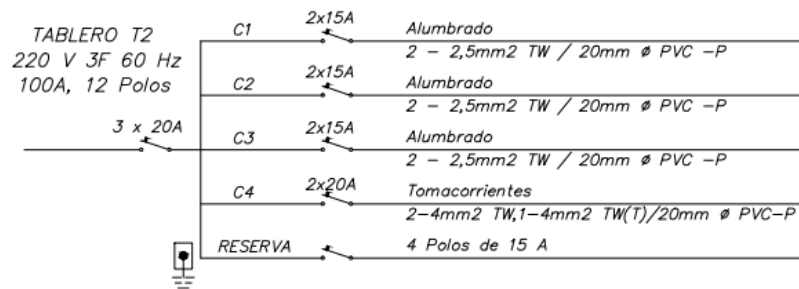 TABLERO T2
220 V 3F 60 Hz
100A, 12 Polos
3 x 20A
C1 2x15A Alumbrado
2 - 2,5mm2 TW / 20mm ø PVC -P
C2 2x15A Alumbrado
2 - 2,5mm2 TW / 20mm ø PVC -P
C3 2x15A Alumbrado
2 - 2,5mm2 TW / 20mm ø PVC -P
C4 2x20A Tomacorrientes
2-4mm2 TW,1-4mm2 TW(T)/20mm ø PVC-P
RESERVA 4 Polos de 15 A